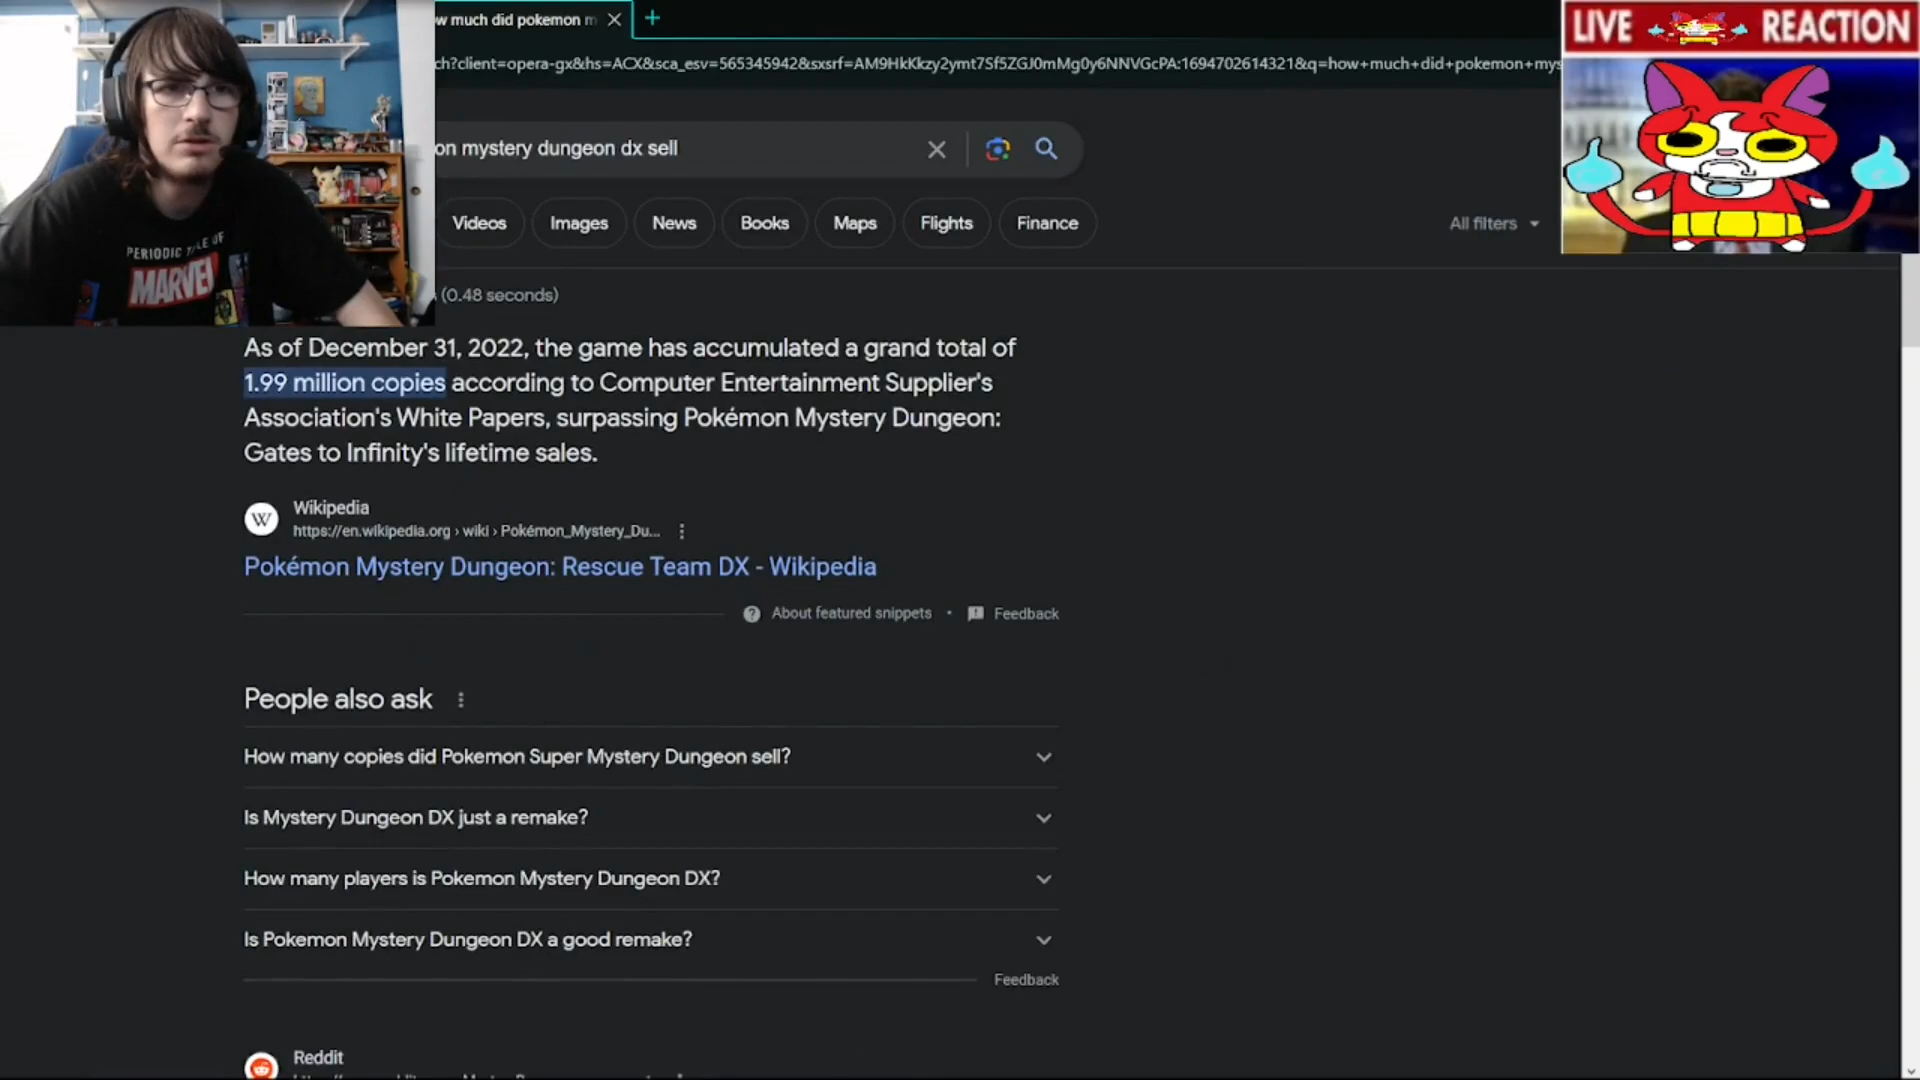 w much did pokemon m
LIVE REACTION
ch?client=opera-gx&hs=ACX&sca_esv=565345942&sxsrf=AM9HkKkzy2ymt7Sf5ZGJ0mMg0y6NNVGcPA:1694702614321&q=how+much+did+pokemon+mys
on mystery dungeon dx sell
Videos
Images
News
Books
Maps
Flights
Finance
All filters
PERIODIC TABLE OF
MARVEL
(0.48 seconds)
As of December 31, 2022, the game has accumulated a grand total of
1.99 million copies according to Computer Entertainment Supplier's
Association's White Papers, surpassing Pokémon Mystery Dungeon:
Gates to Infinity's lifetime sales.
W
Wikipedia
https://en.wikipedia.org › wiki › Pokémon_Mystery_Du...
Pokémon Mystery Dungeon: Rescue Team DX - Wikipedia
About featured snippets • Feedback
People also ask
How many copies did Pokemon Super Mystery Dungeon sell?
Is Mystery Dungeon DX just a remake?
How many players is Pokemon Mystery Dungeon DX?
Is Pokemon Mystery Dungeon DX a good remake?
Feedback
Reddit